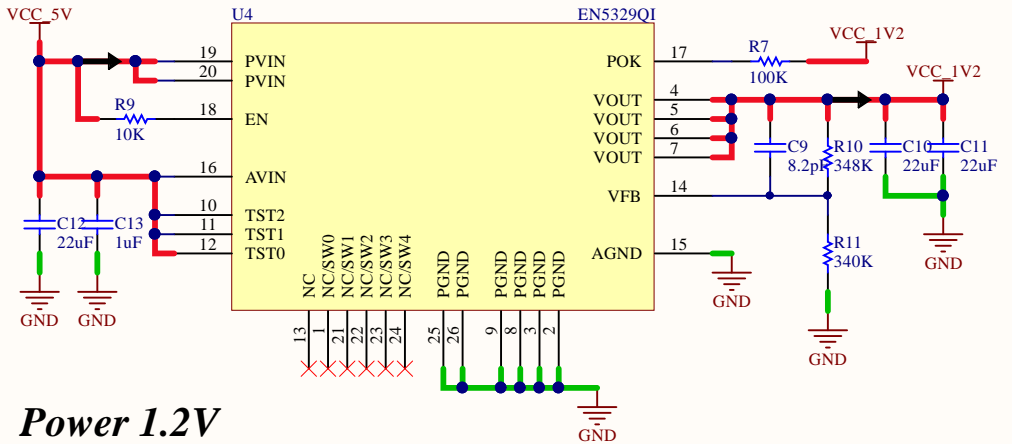 VCC_5V
U4
EN5329QI
19
PVIN
20
PVIN
R9
10K
18
EN
16
AVIN
10
TST2
11
TST1
12
TST0
C12
22uF
C13
1uF
GND
GND
NC
NC/SW0
NC/SW1
NC/SW2
NC/SW3
NC/SW4
13
1
21
22
23
24
PGND
PGND
PGND
PGND
PGND
PGND
25
26
9
8
3
2
GND
POK
17
R7
100K
VCC_1V2
VCC_1V2
VOUT
4
VOUT
5
VOUT
6
VOUT
7
C9
8.2pF
R10
348K
C10
22uF
C11
22uF
VFB
14
AGND
15
GND
R11
340K
GND
GND
Power 1.2V